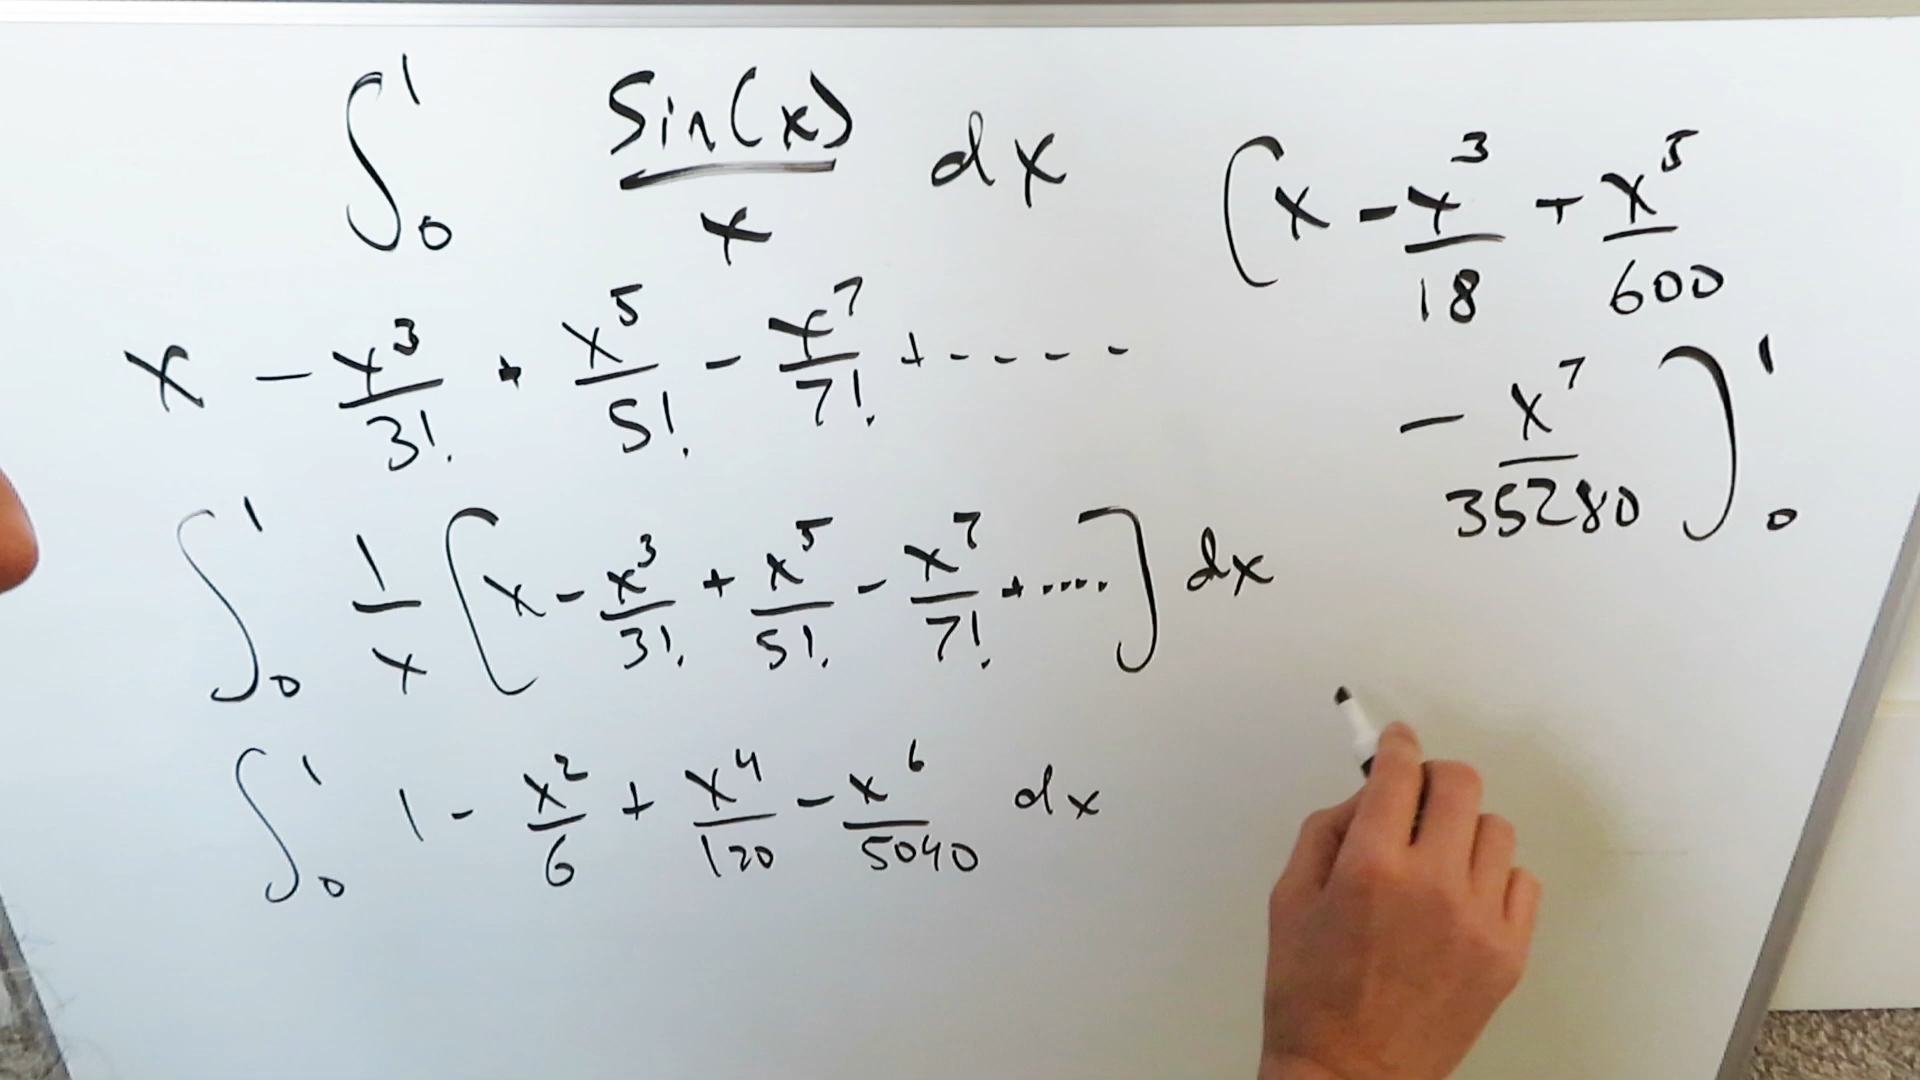 ∫₀¹ sin(x)/x dx
x - x³/3! + x⁵/5! - x⁷/7! + - - - -
∫₀¹ 1/x [x - x³/3! + x⁵/5! - x⁷/7! + ....] dx
∫₀¹ 1 - x²/6 + x⁴/120 - x⁶/5040 dx
(x - x³/18 + x⁵/600
- x⁷/35280)₀¹